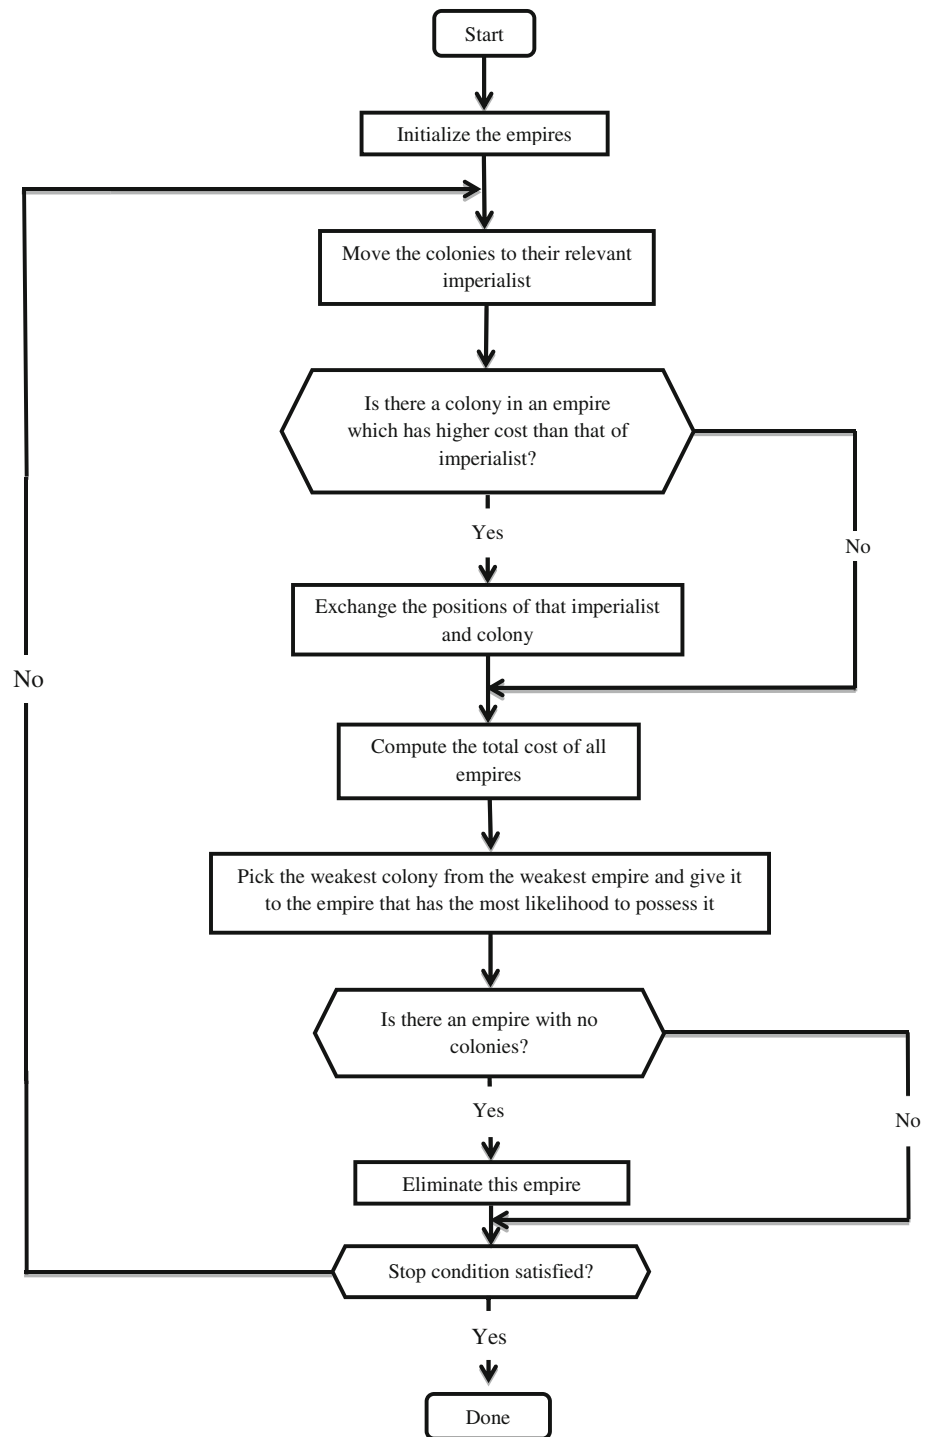 Start
Initialize the empires
Move the colonies to their relevant
imperialist
Is there a colony in an empire
which has higher cost than that of
imperialist?
Yes
No
Exchange the positions of that imperialist
and colony
No
Compute the total cost of all
empires
Pick the weakest colony from the weakest empire and give it
to the empire that has the most likelihood to possess it
Is there an empire with no
colonies?
Yes
No
Eliminate this empire
Stop condition satisfied?
Yes
Done